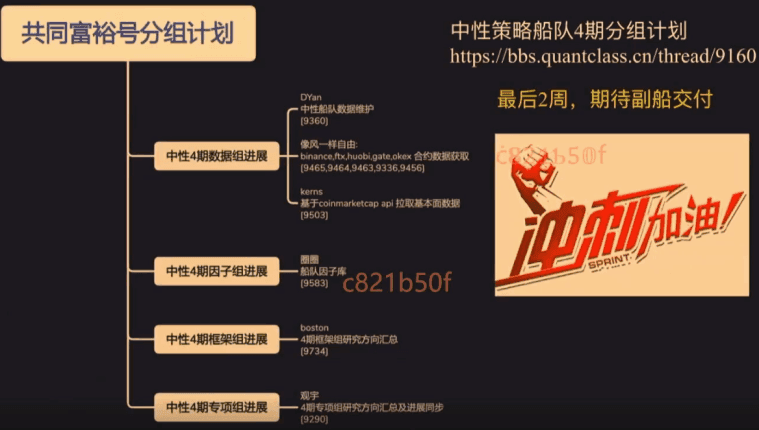 共同富裕号分组计划
中性策略船队4期分组计划
https://bbs.quantclass.cn/thread/9160
最后2周，期待副船交付
中性4期数据组进展
DYan
中性船队数据维护
[9360]
像风一样自由:
binance,ftx,huobi,gate,okex 合约数据获取
[9465,9464,9463,9336,9456]
kerns
基于coinmarketcap api 拉取基本面数据
[9503]
中性4期因子组进展
圈圈
船队因子库
[9583]
中性4期框架组进展
boston
4期框架组研究方向汇总
[9734]
中性4期专项组进展
观宇
4期专项组研究方向汇总及进展同步
[9290]
c821b50f
冲刺加油!
SPRINT
c821b50f